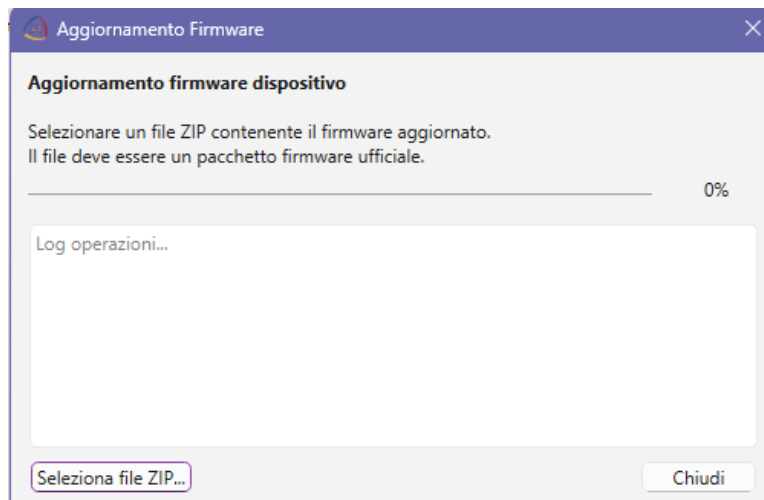 Aggiornamento Firmware
Aggiornamento firmware dispositivo
Selezionare un file ZIP contenente il firmware aggiornato.
Il file deve essere un pacchetto firmware ufficiale.
0%
Log operazioni...
Seleziona file ZIP...
Chiudi